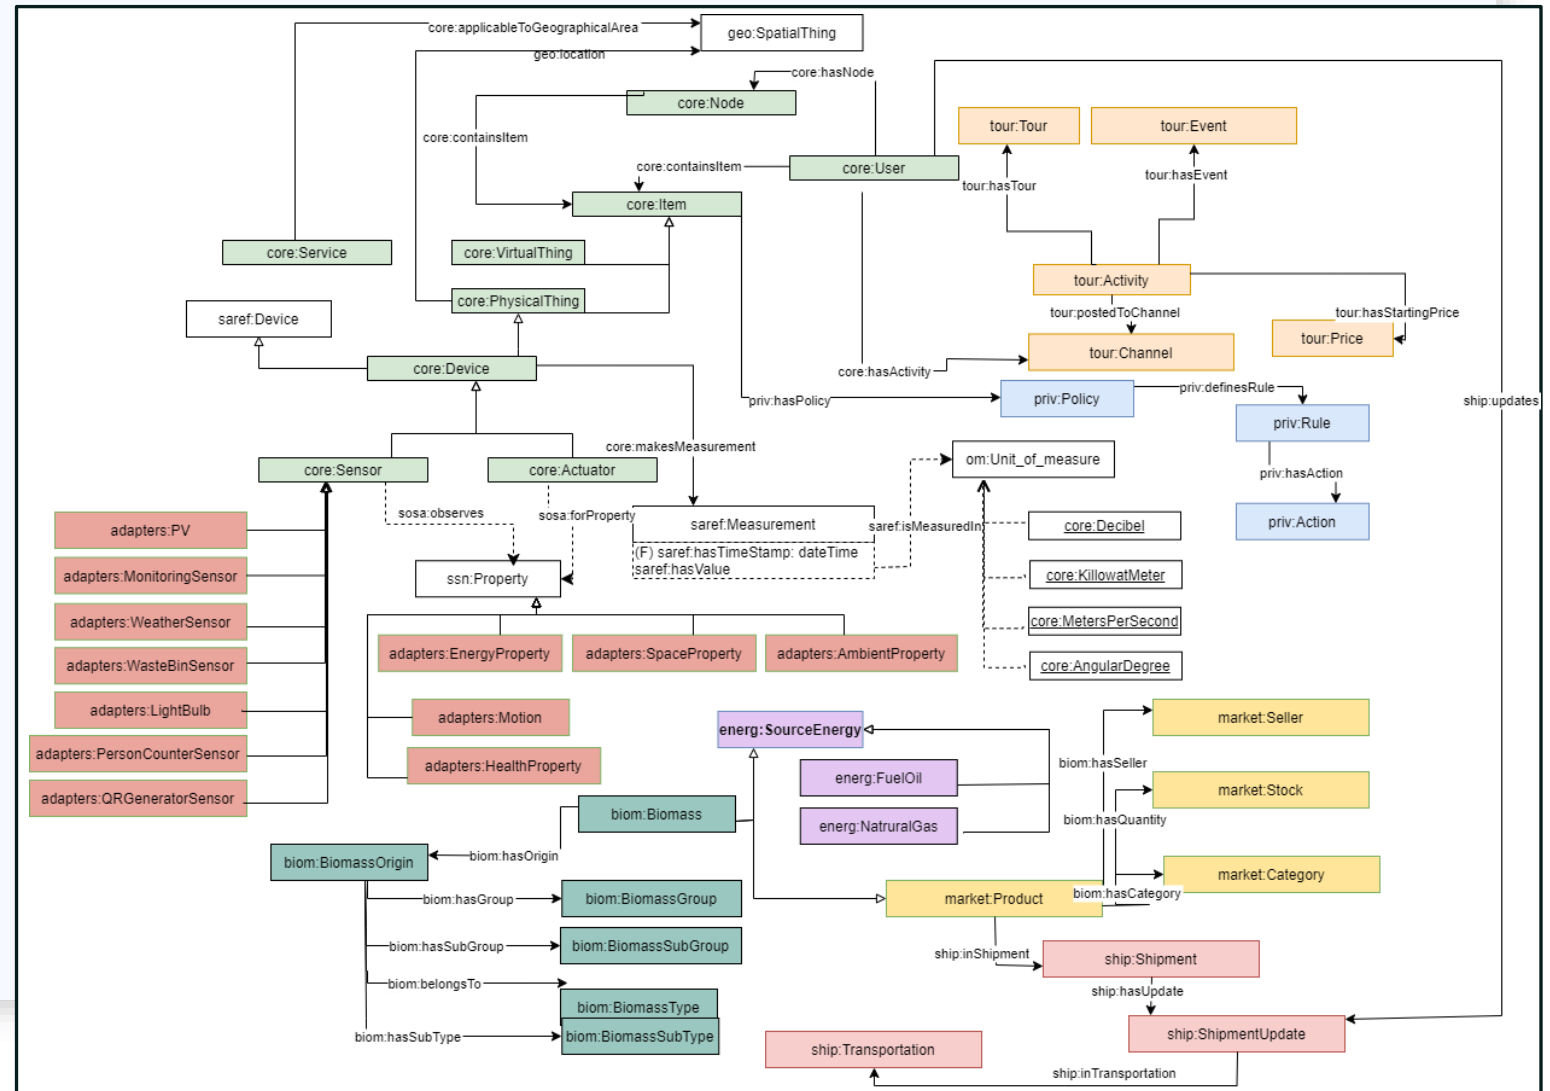 core:applicableToGeographicalArea
geo:SpatialThing
geo:location
core:hasNode
core:Node
tour:Tour
tour:Event
core:containsItem
core:containsItem
core:User
tour:hasTour
tour:hasEvent
core:Item
core:Service
core:VirtualThing
tour:Activity
core:PhysicalThing
saref:Device
tour:postedToChannel
tour:hasStartingPrice
tour:Price
tour:Channel
core:Device
core:hasActivity
priv:hasPolicy
priv:Policy
priv:definesRule
ship:updates
priv:Rule
core:makesMeasurement
om:Unit_of_measure
core:Sensor
core:Actuator
priv:hasAction
sosa:observes
sosa:forProperty
saref:Measurement
saref:isMeasuredIn
core:Decibel
priv:Action
adapters:PV
(F) saref:hasTimeStamp: dateTime
saref:hasValue
adapters:MonitoringSensor
ssn:Property
core:KillowatMeter
adapters:WeatherSensor
core:MetersPerSecond
adapters:EnergyProperty
adapters:SpaceProperty
adapters:AmbientProperty
adapters:WasteBinSensor
core:AngularDegree
adapters:LightBulb
adapters:Motion
energ:SourceEnergy
market:Seller
adapters:PersonCounterSensor
adapters:HealthProperty
biom:hasSeller
energ:FuelOil
market:Stock
adapters:QRGeneratorSensor
biom:Biomass
energ:NatruralGas
biom:hasQuantity
biom:BiomassOrigin
biom:hasOrigin
market:Category
biom:hasGroup
biom:BiomassGroup
market:Product
biom:hasCategory
biom:hasSubGroup
biom:BiomassSubGroup
ship:inShipment
ship:Shipment
biom:belongsTo
ship:hasUpdate
biom:BiomassType
biom:hasSubType
biom:BiomassSubType
ship:ShipmentUpdate
ship:Transportation
ship:inTransportation